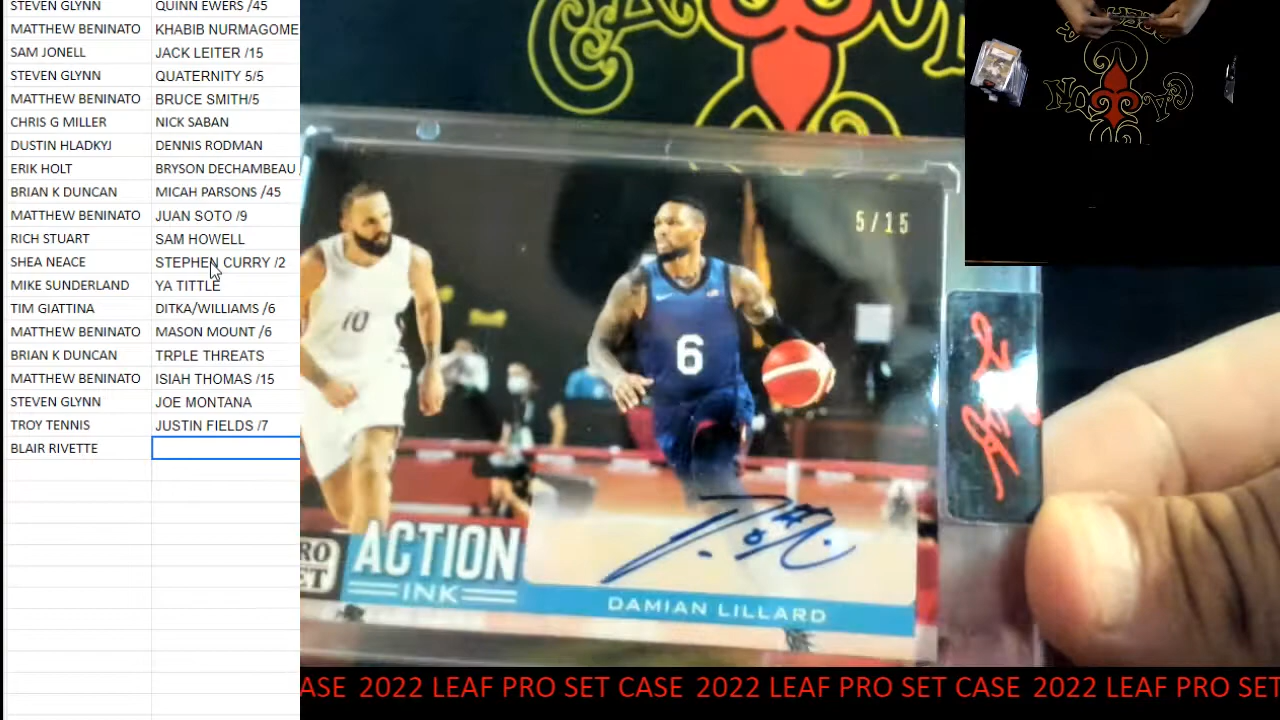 STEVEN GLYNN QUINN EWERS /45
MATTHEW BENINATO KHABIB NURMAGOME
SAM JONELL JACK LEITER /15
STEVEN GLYNN QUATERNITY 5/5
MATTHEW BENINATO BRUCE SMITH/5
CHRIS G MILLER NICK SABAN
DUSTIN HLADKYJ DENNIS RODMAN
ERIK HOLT BRYSON DECHAMBEAU
BRIAN K DUNCAN MICAH PARSONS /45
MATTHEW BENINATO JUAN SOTO /9
RICH STUART SAM HOWELL
SHEA NEACE STEPHEN CURRY /2
MIKE SUNDERLAND YA TITTLE
TIM GIATTINA DITKA/WILLIAMS /6
MATTHEW BENINATO MASON MOUNT /6
BRIAN K DUNCAN TRPLE THREATS
MATTHEW BENINATO ISIAH THOMAS /15
STEVEN GLYNN JOE MONTANA
TROY TENNIS JUSTIN FIELDS /7
BLAIR RIVETTE
5/15
10
6
RO
ET
ACTION
INK
DAMIAN LILLARD
ASE 2022 LEAF PRO SET CASE 2022 LEAF PRO SET CASE 2022 LEAF PRO SET